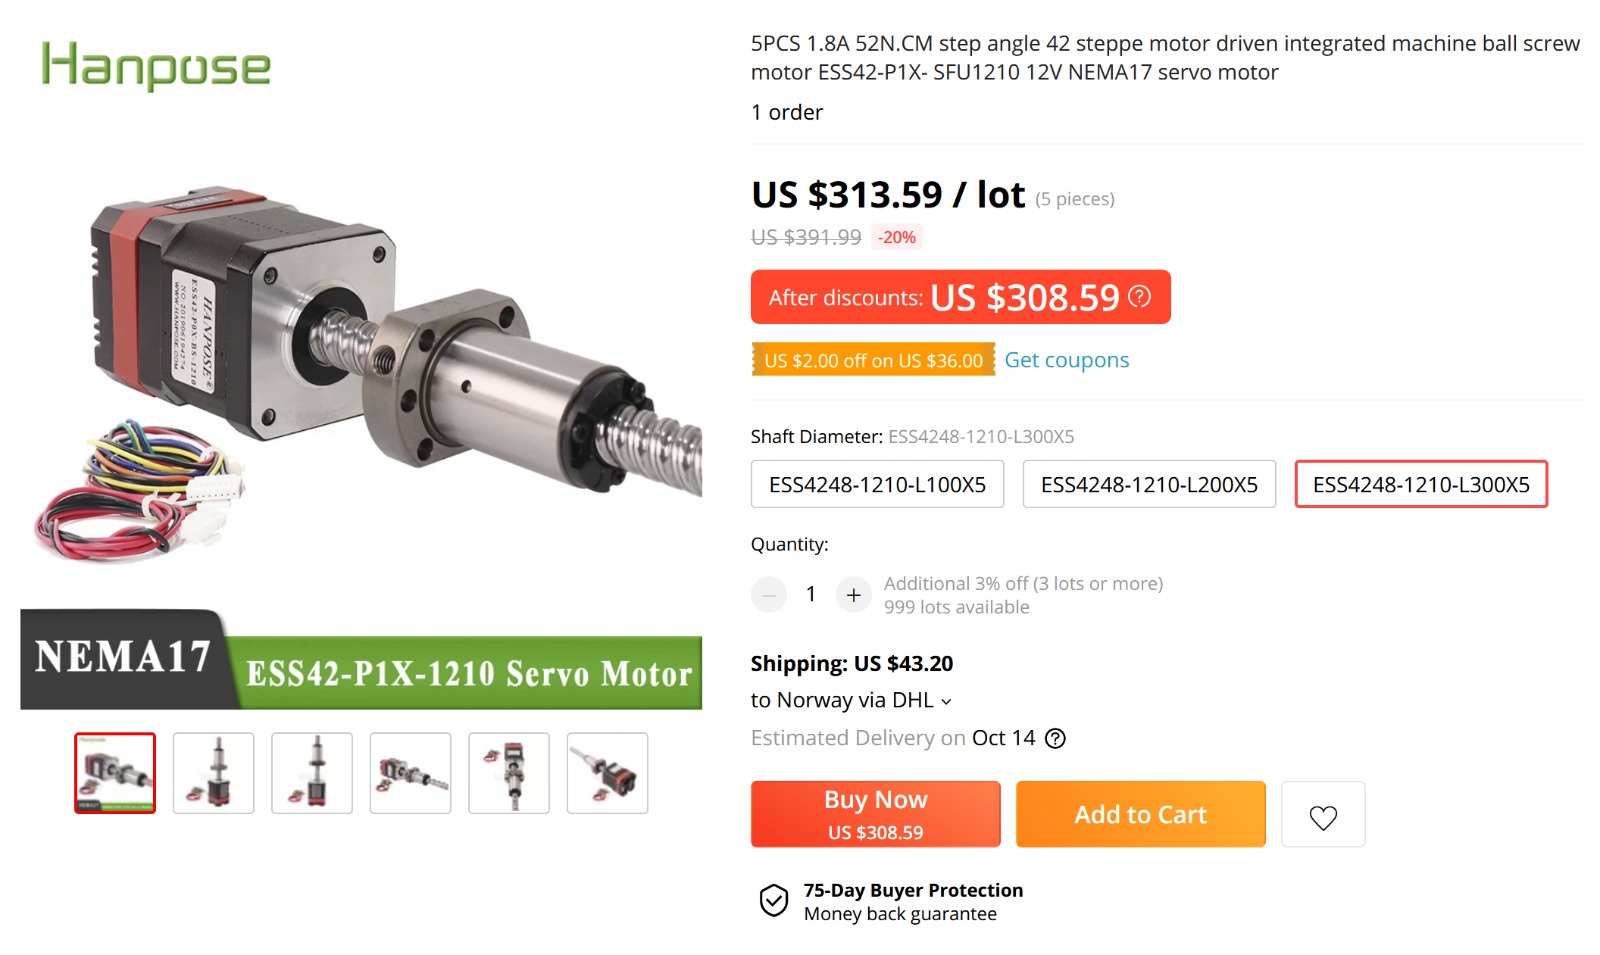 Hanpose
HANPOSE®
ESS42-P0X-BS-1210
WWW.HANPOSE.COM
NEMA17
ESS42-P1X-1210 Servo Motor
5PCS 1.8A 52N.CM step angle 42 steppe motor driven integrated machine ball screw
motor ESS42-P1X- SFU1210 12V NEMA17 servo motor
1 order
US $313.59 / lot (5 pieces)
US $391.99 -20%
After discounts: US $308.59
US $2.00 off on US $36.00 Get coupons
Shaft Diameter: ESS4248-1210-L300X5
ESS4248-1210-L100X5 ESS4248-1210-L200X5 ESS4248-1210-L300X5
Quantity:
1
Additional 3% off (3 lots or more)
999 lots available
Shipping: US $43.20
to Norway via DHL
Estimated Delivery on Oct 14
Buy Now
US $308.59
Add to Cart
75-Day Buyer Protection
Money back guarantee